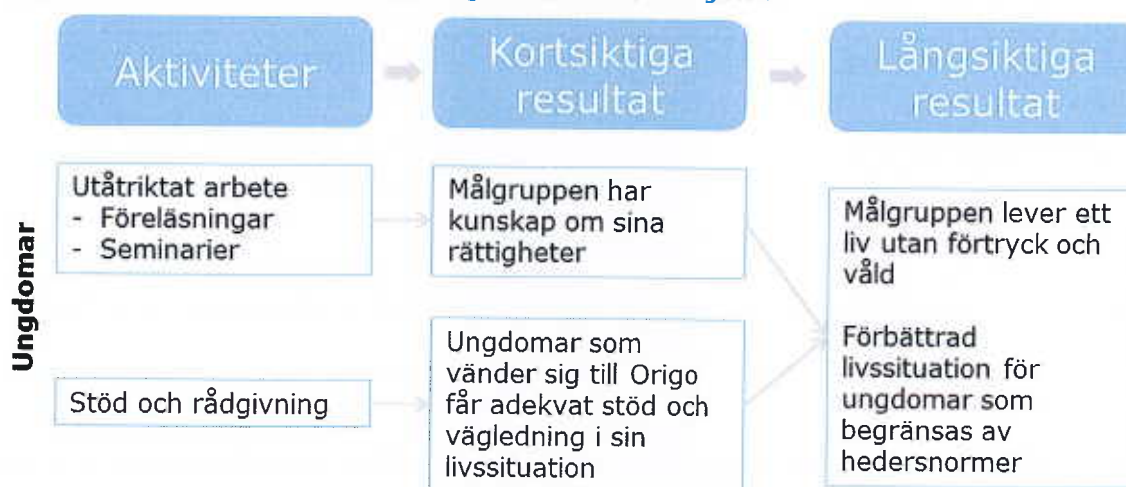 Aktiviteter
Kortsiktiga
resultat
Långsiktiga
resultat
Ungdomar
Utåtriktat arbete
- Föreläsningar
- Seminarier
Målgruppen har
kunskap om sina
rättigheter
Målgruppen lever ett
liv utan förtryck och
våld
Förbättrad
livssituation för
ungdomar som
begränsas av
hedersnormer
Stöd och rådgivning
Ungdomar som
vänder sig till Origo
får adekvat stöd och
vägledning i sin
livssituation